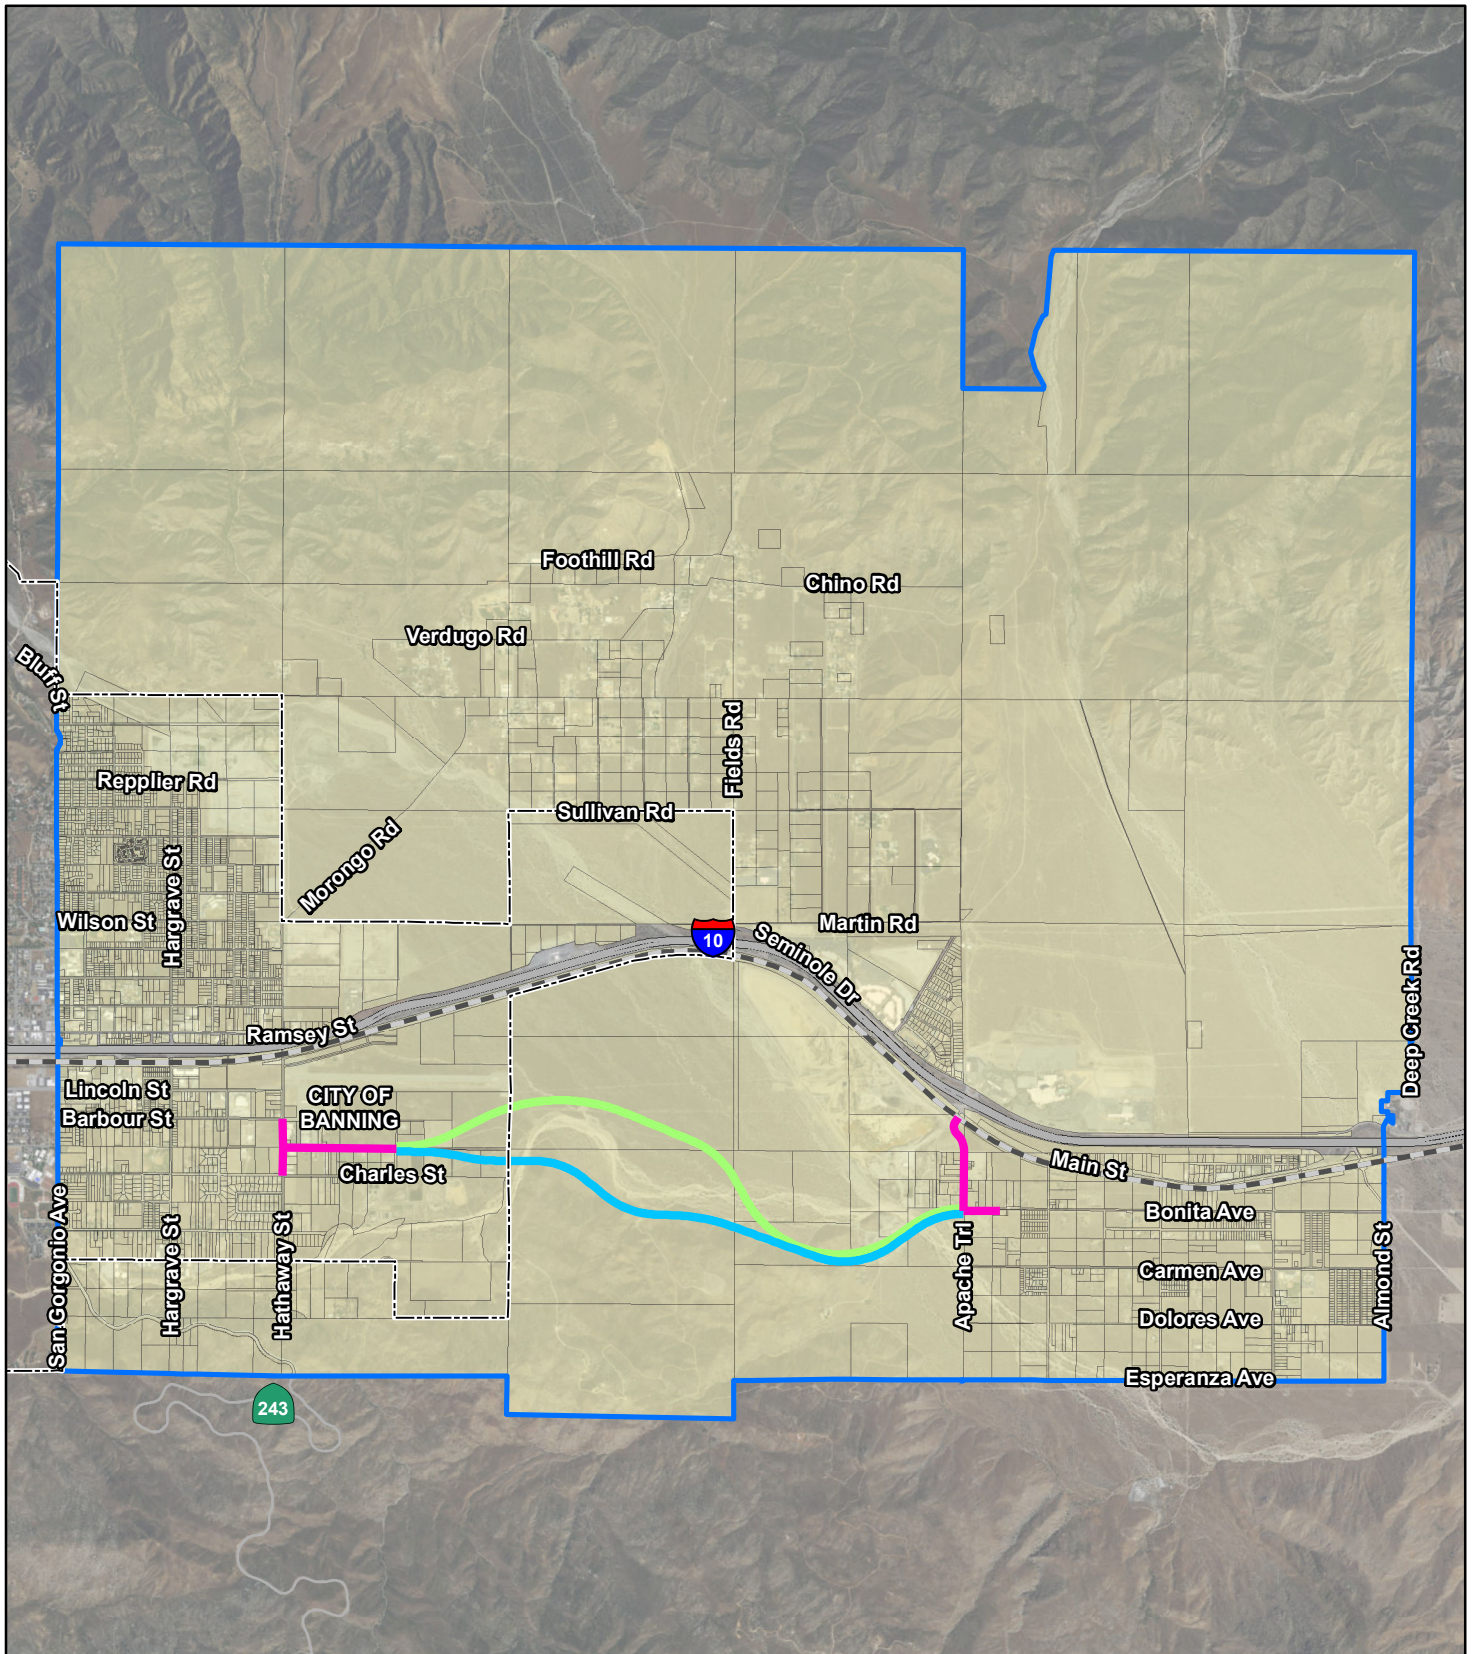 Foothill Rd
Chino Rd
Verdugo Rd
Bluff St
Fields Rd
Repplier Rd
Sullivan Rd
Morongo Rd
Hargrave St
Wilson St
Martin Rd
10
Seminole Dr
Deep Creek Rd
Ramsey St
Lincoln St
CITY OF
BANNING
Barbour St
Charles St
Main St
San Gorgonio Ave
Hargrave St
Hathaway St
Bonita Ave
Apache Trl
Almond St
Carmen Ave
Dolores Ave
Esperanza Ave
243